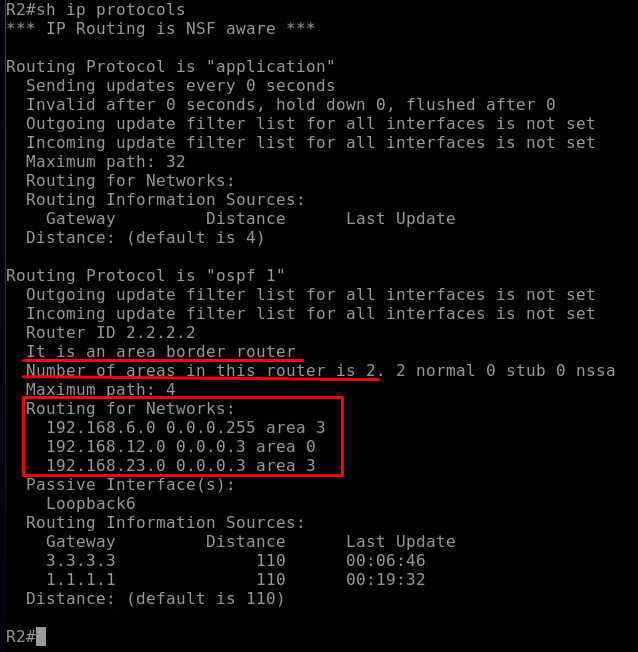 R2#sh ip protocols
*** IP Routing is NSF aware ***
Routing Protocol is "application"
Sending updates every 0 seconds
Invalid after 0 seconds, hold down 0, flushed after 0
Outgoing update filter list for all interfaces is not set
Incoming update filter list for all interfaces is not set
Maximum path: 32
Routing for Networks:
Routing Information Sources:
Gateway Distance Last Update
Distance: (default is 4)
Routing Protocol is "ospf 1"
Outgoing update filter list for all interfaces is not set
Incoming update filter list for all interfaces is not set
Router ID 2.2.2.2
It is an area border router
Number of areas in this router is 2. 2 normal 0 stub 0 nssa
Maximum path: 4
Routing for Networks:
192.168.6.0 0.0.0.255 area 3
192.168.12.0 0.0.0.3 area 0
192.168.23.0 0.0.0.3 area 3
Passive Interface(s):
Loopback6
Routing Information Sources:
Gateway Distance Last Update
3.3.3.3 110 00:06:46
1.1.1.1 110 00:19:32
Distance: (default is 110)
R2#